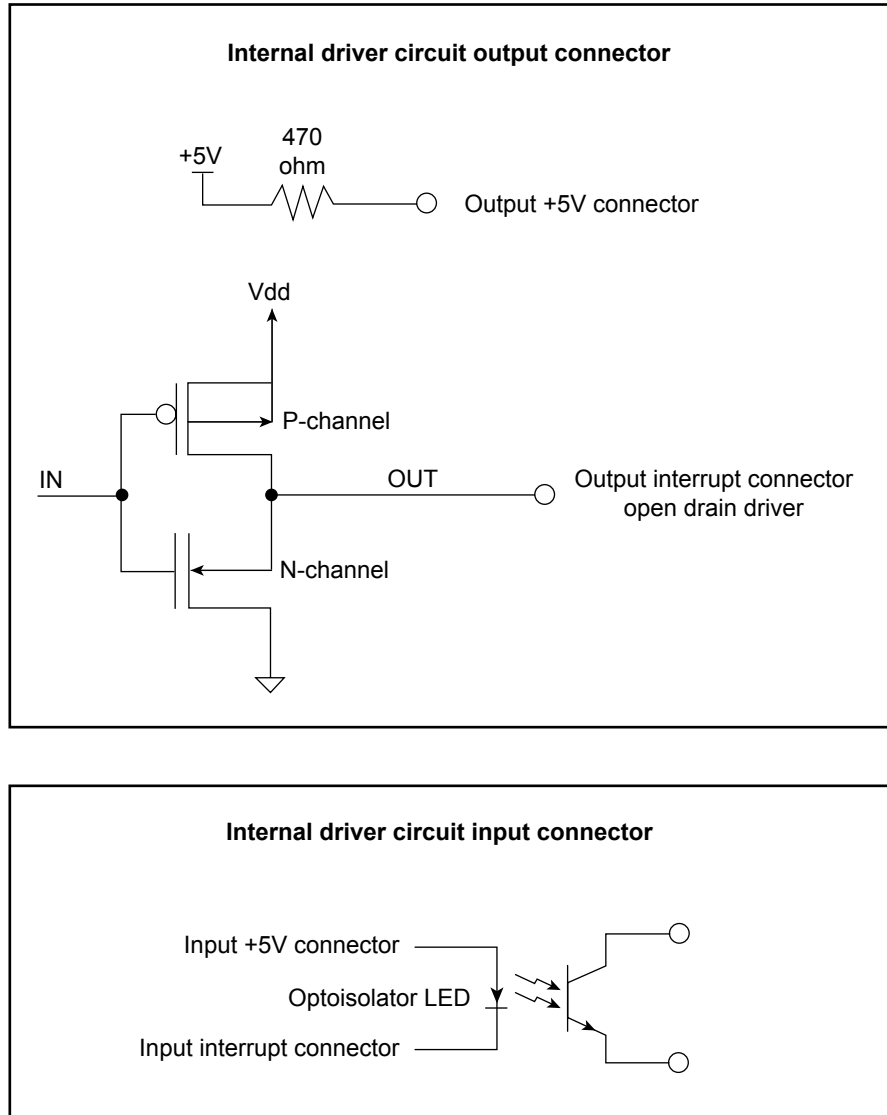 Internal driver circuit output connector
470
ohm
+5V
Output +5V connector
Vdd
P-channel
IN
OUT
Output interrupt connector
open drain driver
N-channel
Internal driver circuit input connector
Input +5V connector
Optoisolator LED
Input interrupt connector